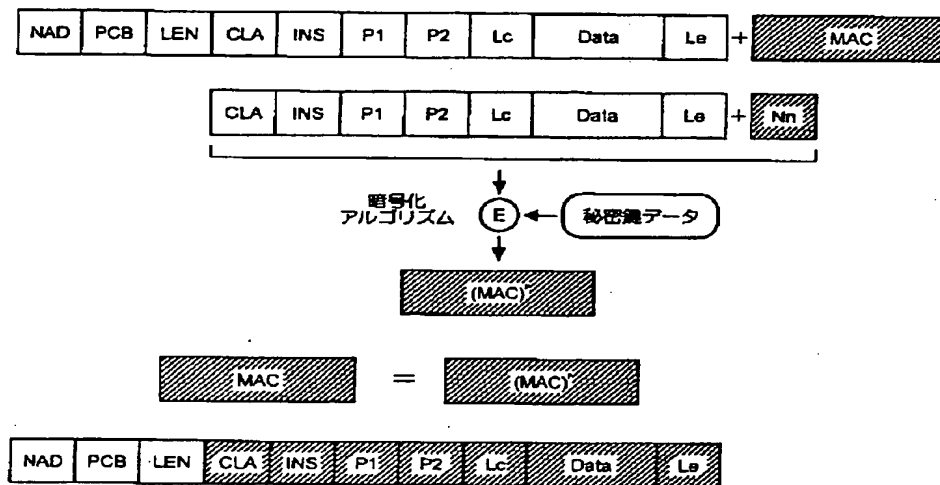 NAD PCB LEN CLA INS P1 P2 Lc Data Le + MAC
CLA INS P1 P2 Lc Data Le + Nn
暗号化
アルゴリズム E 秘密鍵データ
(MAC)"
MAC = (MAC)"
NAD PCB LEN CLA INS P1 P2 Lc Data Le